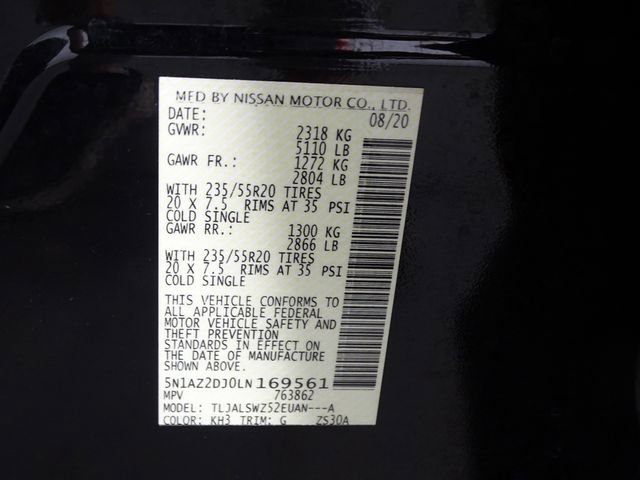 MFD BY NISSAN MOTOR CO., LTD.
DATE: 08/20
GVWR: 2318 KG
5110 LB
GAWR FR.: 1272 KG
2804 LB
WITH 235/55R20 TIRES
20 X 7.5 RIMS AT 35 PSI
COLD SINGLE
GAWR RR.: 1300 KG
2866 LB
WITH 235/55R20 TIRES
20 X 7.5 RIMS AT 35 PSI
COLD SINGLE
THIS VEHICLE CONFORMS TO
ALL APPLICABLE FEDERAL
MOTOR VEHICLE SAFETY AND
THEFT PREVENTION
STANDARDS IN EFFECT ON
THE DATE OF MANUFACTURE
SHOWN ABOVE.
5N1AZ2DJ0LN169561
MPV 763862
MODEL: TLJALSWZ52EUAN---A
COLOR: KH3 TRIM: G ZS30A